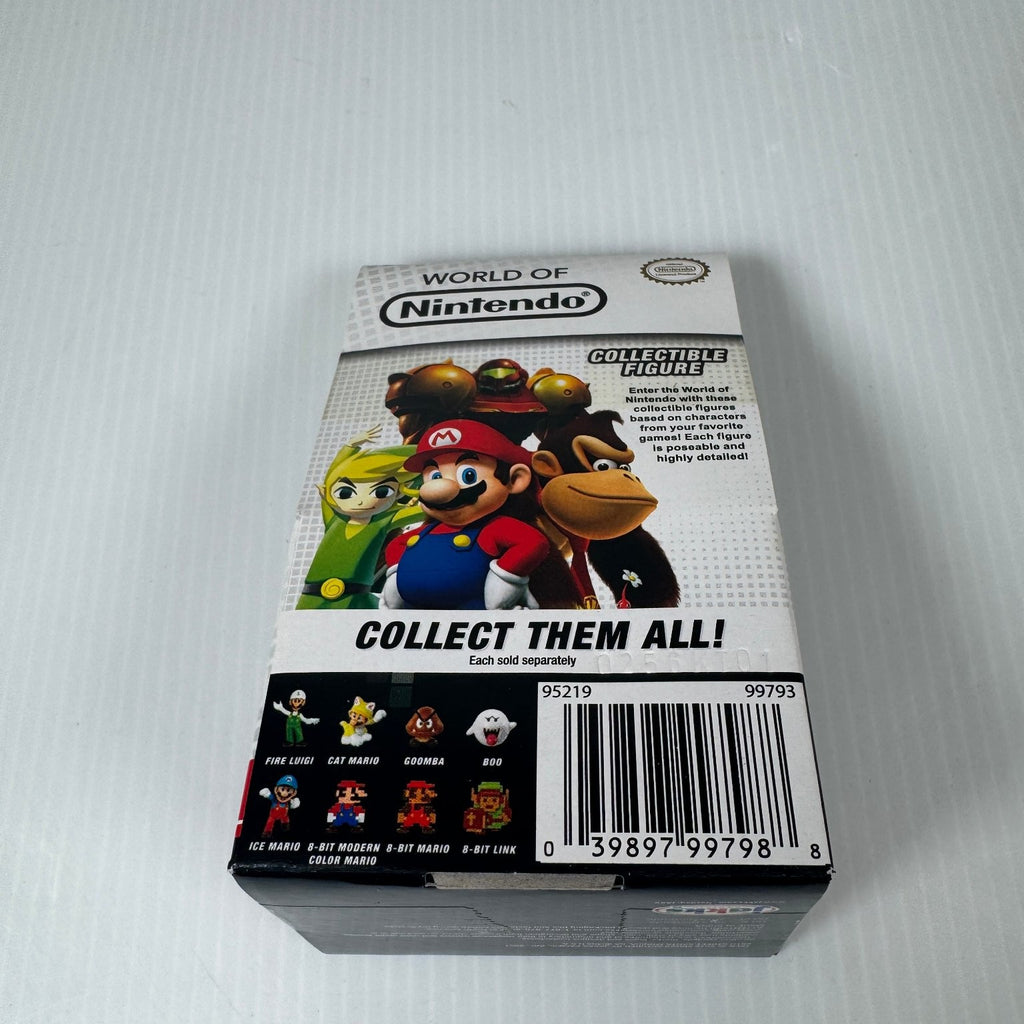 WORLD OF
Nintendo®
Nintendo
COLLECTIBLE
FIGURE
Enter the World of
Nintendo with these
collectible figures
based on characters
from your favorite
games! Each figure
is poseable and
highly detailed!
M
COLLECT THEM ALL!
Each sold separately
95219 99793
FIRE LUIGI CAT MARIO GOOMBA BOO
ICE MARIO 8-BIT MODERN COLOR MARIO 8-BIT MARIO 8-BIT LINK
0 39897 99798 8
jakks